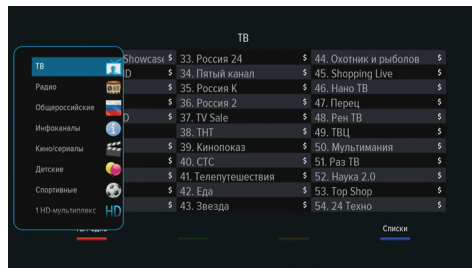 ТВ
ТВ
Радио
Общероссийские
Инфоканалы
Кино/сериалы
Детские
Спортивные
1 HD-мультиплекс HD
Showcase $
D $
$
$
D $
$
$
$
$
$
33. Россия 24 $
34. Пятый канал $
35. Россия К $
36. Россия 2 $
37. TV Sale $
38. ТНТ
39. Кинопоказ $
40. СТС $
41. Телепутешествия $
42. Еда $
43. Звезда $
44. Охотник и рыболов $
45. Shopping Live $
46. Нано ТВ $
47. Перец $
48. Рен ТВ $
49. ТВЦ $
50. Мультимания $
51. Раз ТВ $
52. Наука 2.0 $
53. Top Shop $
54. 24 Техно $
Списки